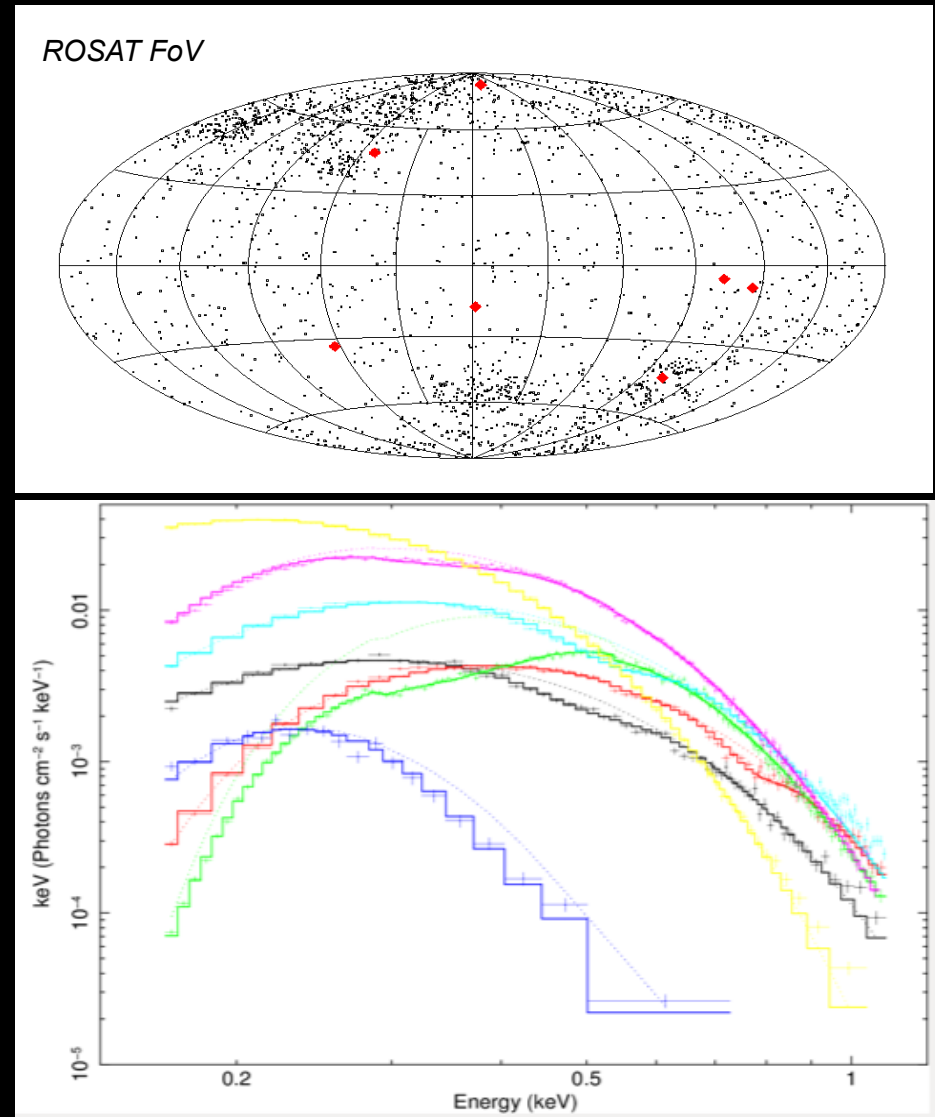 ROSAT FoV
0.01
10⁻³
10⁻⁴
10⁻⁵
keV (Photons cm⁻² s⁻¹ keV⁻¹)
0.2 0.5 1
Energy (keV)